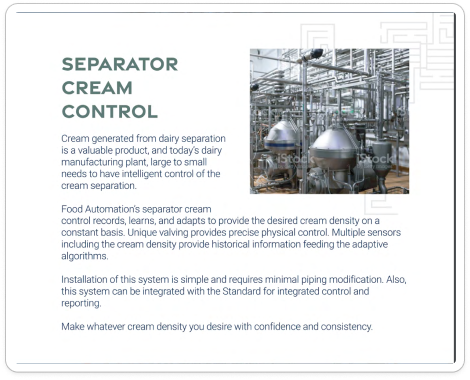 SEPARATOR
CREAM
CONTROL
Cream generated from dairy separation
is a valuable product, and today's dairy
manufacturing plant, large to small
needs to have intelligent control of the
cream separation.
Food Automation's separator cream
control records, learns, and adapts to provide the desired cream density on a
constant basis. Unique valving provides precise physical control. Multiple sensors
including the cream density provide historical information feeding the adaptive
algorithms.
Installation of this system is simple and requires minimal piping modification. Also,
this system can be integrated with the Standard for integrated control and
reporting.
Make whatever cream density you desire with confidence and consistency.
iStock
iStock